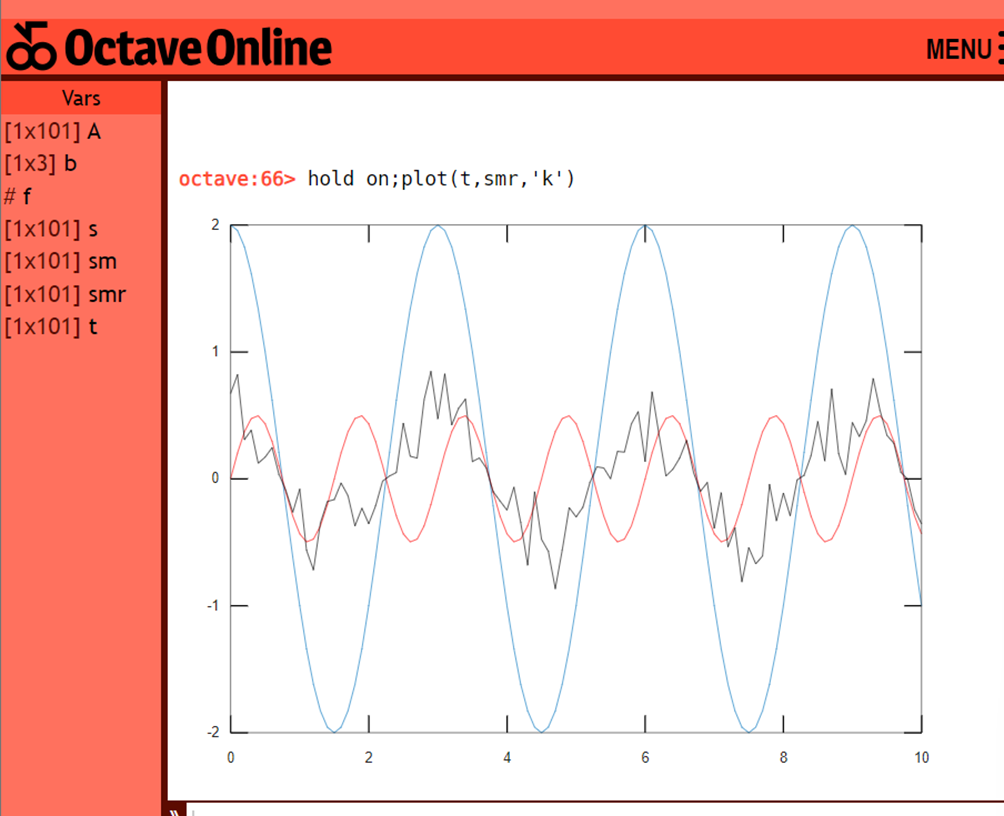 Octave Online
MENU
Vars
[1x101] A
[1x3] b
# f
[1x101] s
[1x101] sm
[1x101] smr
[1x101] t
octave:66> hold on;plot(t,smr,'k')
2
1
0
-1
-2
0 2 4 6 8 10
»